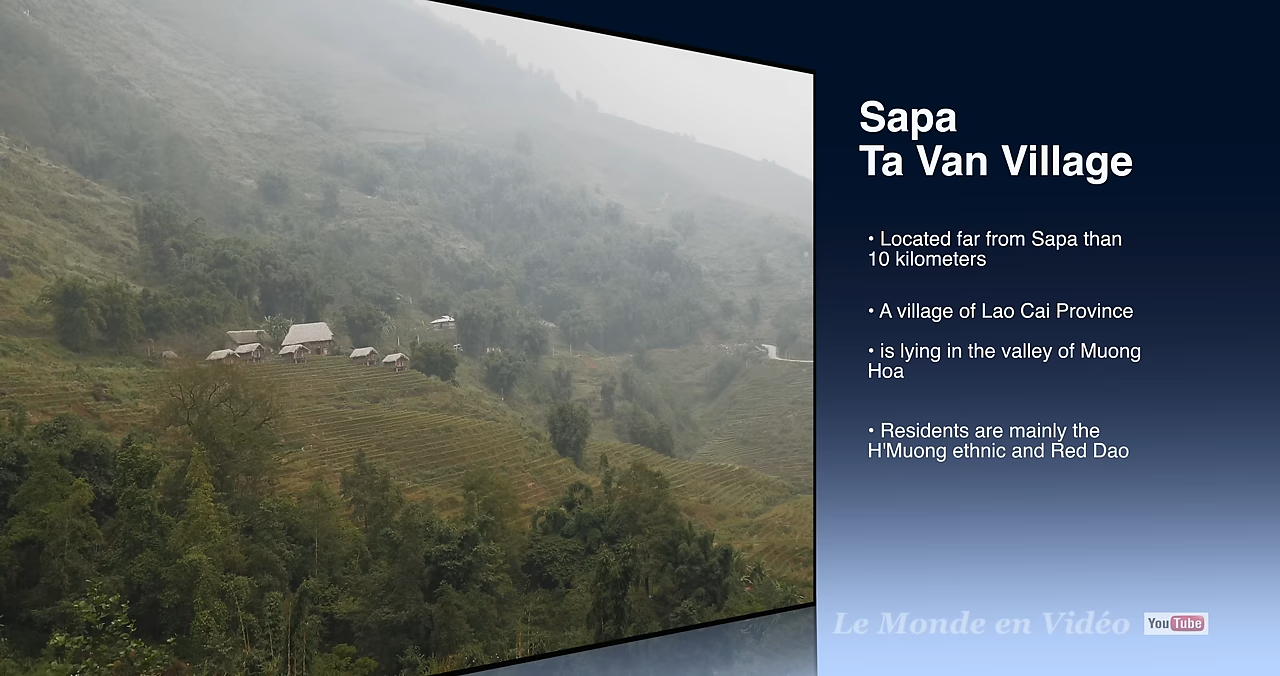 Sapa
Ta Van Village
• Located far from Sapa than
10 kilometers
• A village of Lao Cai Province
• is lying in the valley of Muong
Hoa
• Residents are mainly the
H'Muong ethnic and Red Dao
Le Monde en Vidéo YouTube